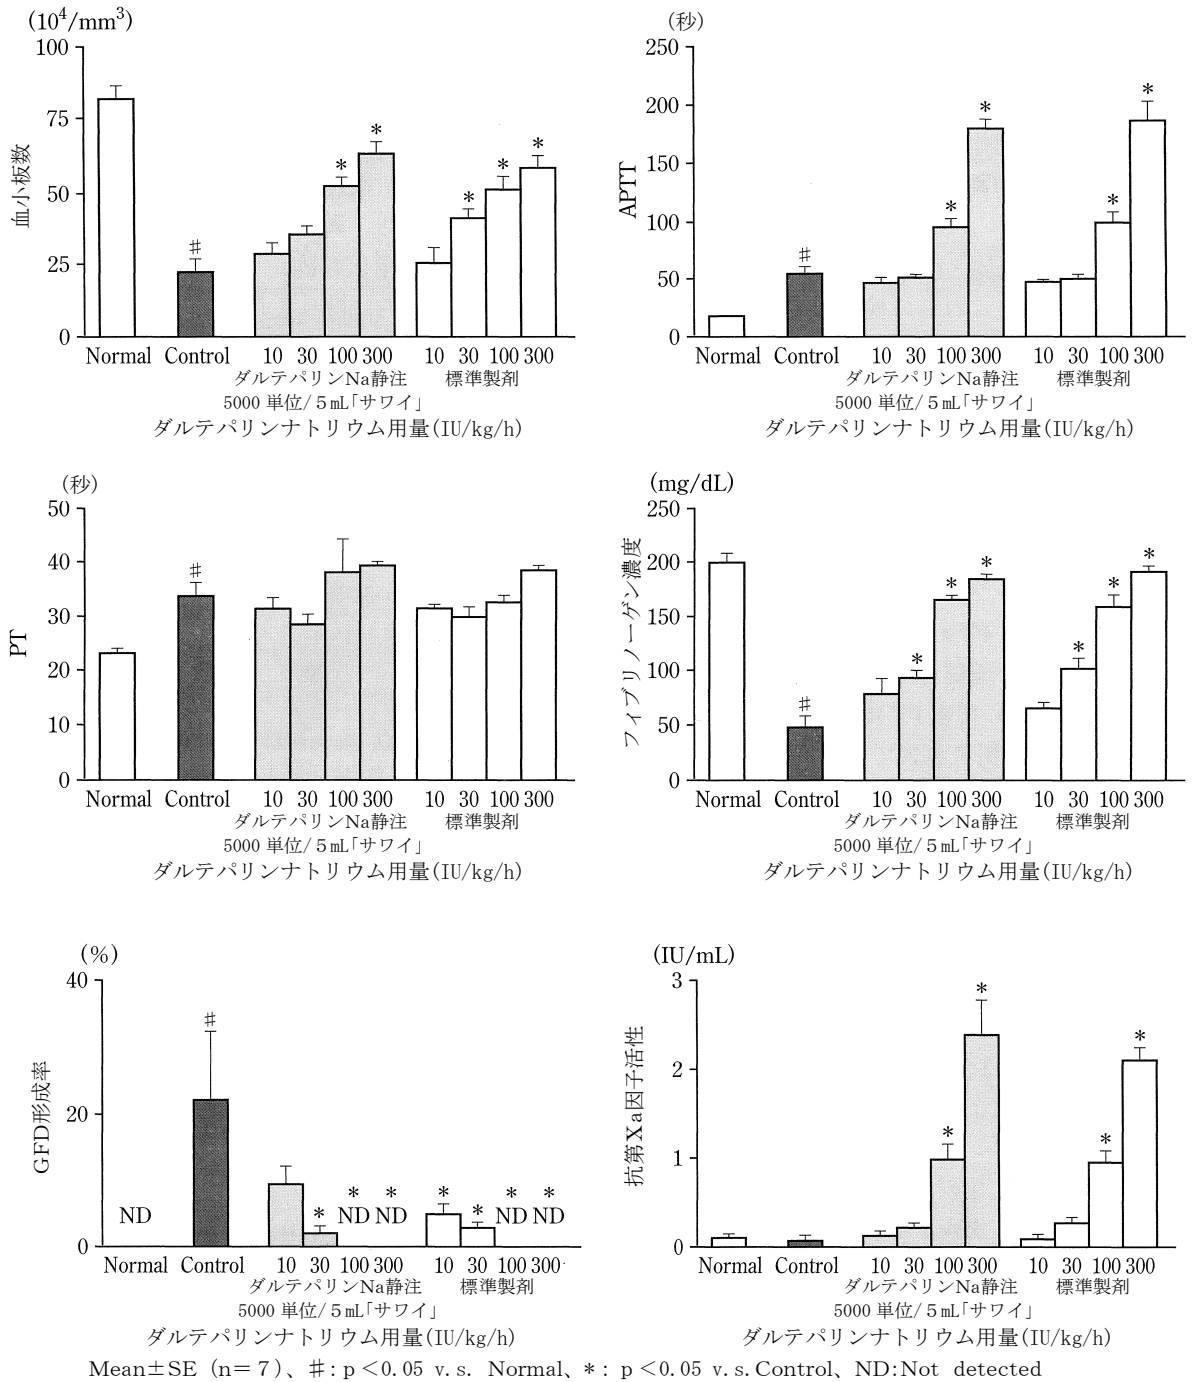 (10⁴/mm³)
100
75
50
25
0
血小板数
#
*
*
*
*
*
*
Normal Control 10 30 100 300 10 30 100 300
ダルテパリンNa静注 標準製剤
5000 単位/5mL「サワイ」
ダルテパリンナトリウム用量(IU/kg/h)
(秒)
250
200
150
100
50
0
APTT
#
*
*
*
*
Normal Control 10 30 100 300 10 30 100 300
ダルテパリンNa静注 標準製剤
5000 単位/5mL「サワイ」
ダルテパリンナトリウム用量(IU/kg/h)
(秒)
50
40
30
20
10
0
PT
#
Normal Control 10 30 100 300 10 30 100 300
ダルテパリンNa静注 標準製剤
5000 単位/5mL「サワイ」
ダルテパリンナトリウム用量(IU/kg/h)
(mg/dL)
250
200
150
100
50
0
フィブリノーゲン濃度
#
*
*
*
*
*
*
Normal Control 10 30 100 300 10 30 100 300
ダルテパリンNa静注 標準製剤
5000 単位/5mL「サワイ」
ダルテパリンナトリウム用量(IU/kg/h)
(%)
40
20
0
GFD形成率
#
* * * * * * *
ND ND ND ND ND
Normal Control 10 30 100 300 10 30 100 300
ダルテパリンNa静注 標準製剤
5000 単位/5mL「サワイ」
ダルテパリンナトリウム用量(IU/kg/h)
(IU/mL)
3
2
1
0
抗第Xa因子活性
*
*
*
*
Normal Control 10 30 100 300 10 30 100 300
ダルテパリンNa静注 標準製剤
5000 単位/5mL「サワイ」
ダルテパリンナトリウム用量(IU/kg/h)
Mean±SE (n=7)、#: p<0.05 v.s. Normal、*: p<0.05 v.s.Control、ND:Not detected